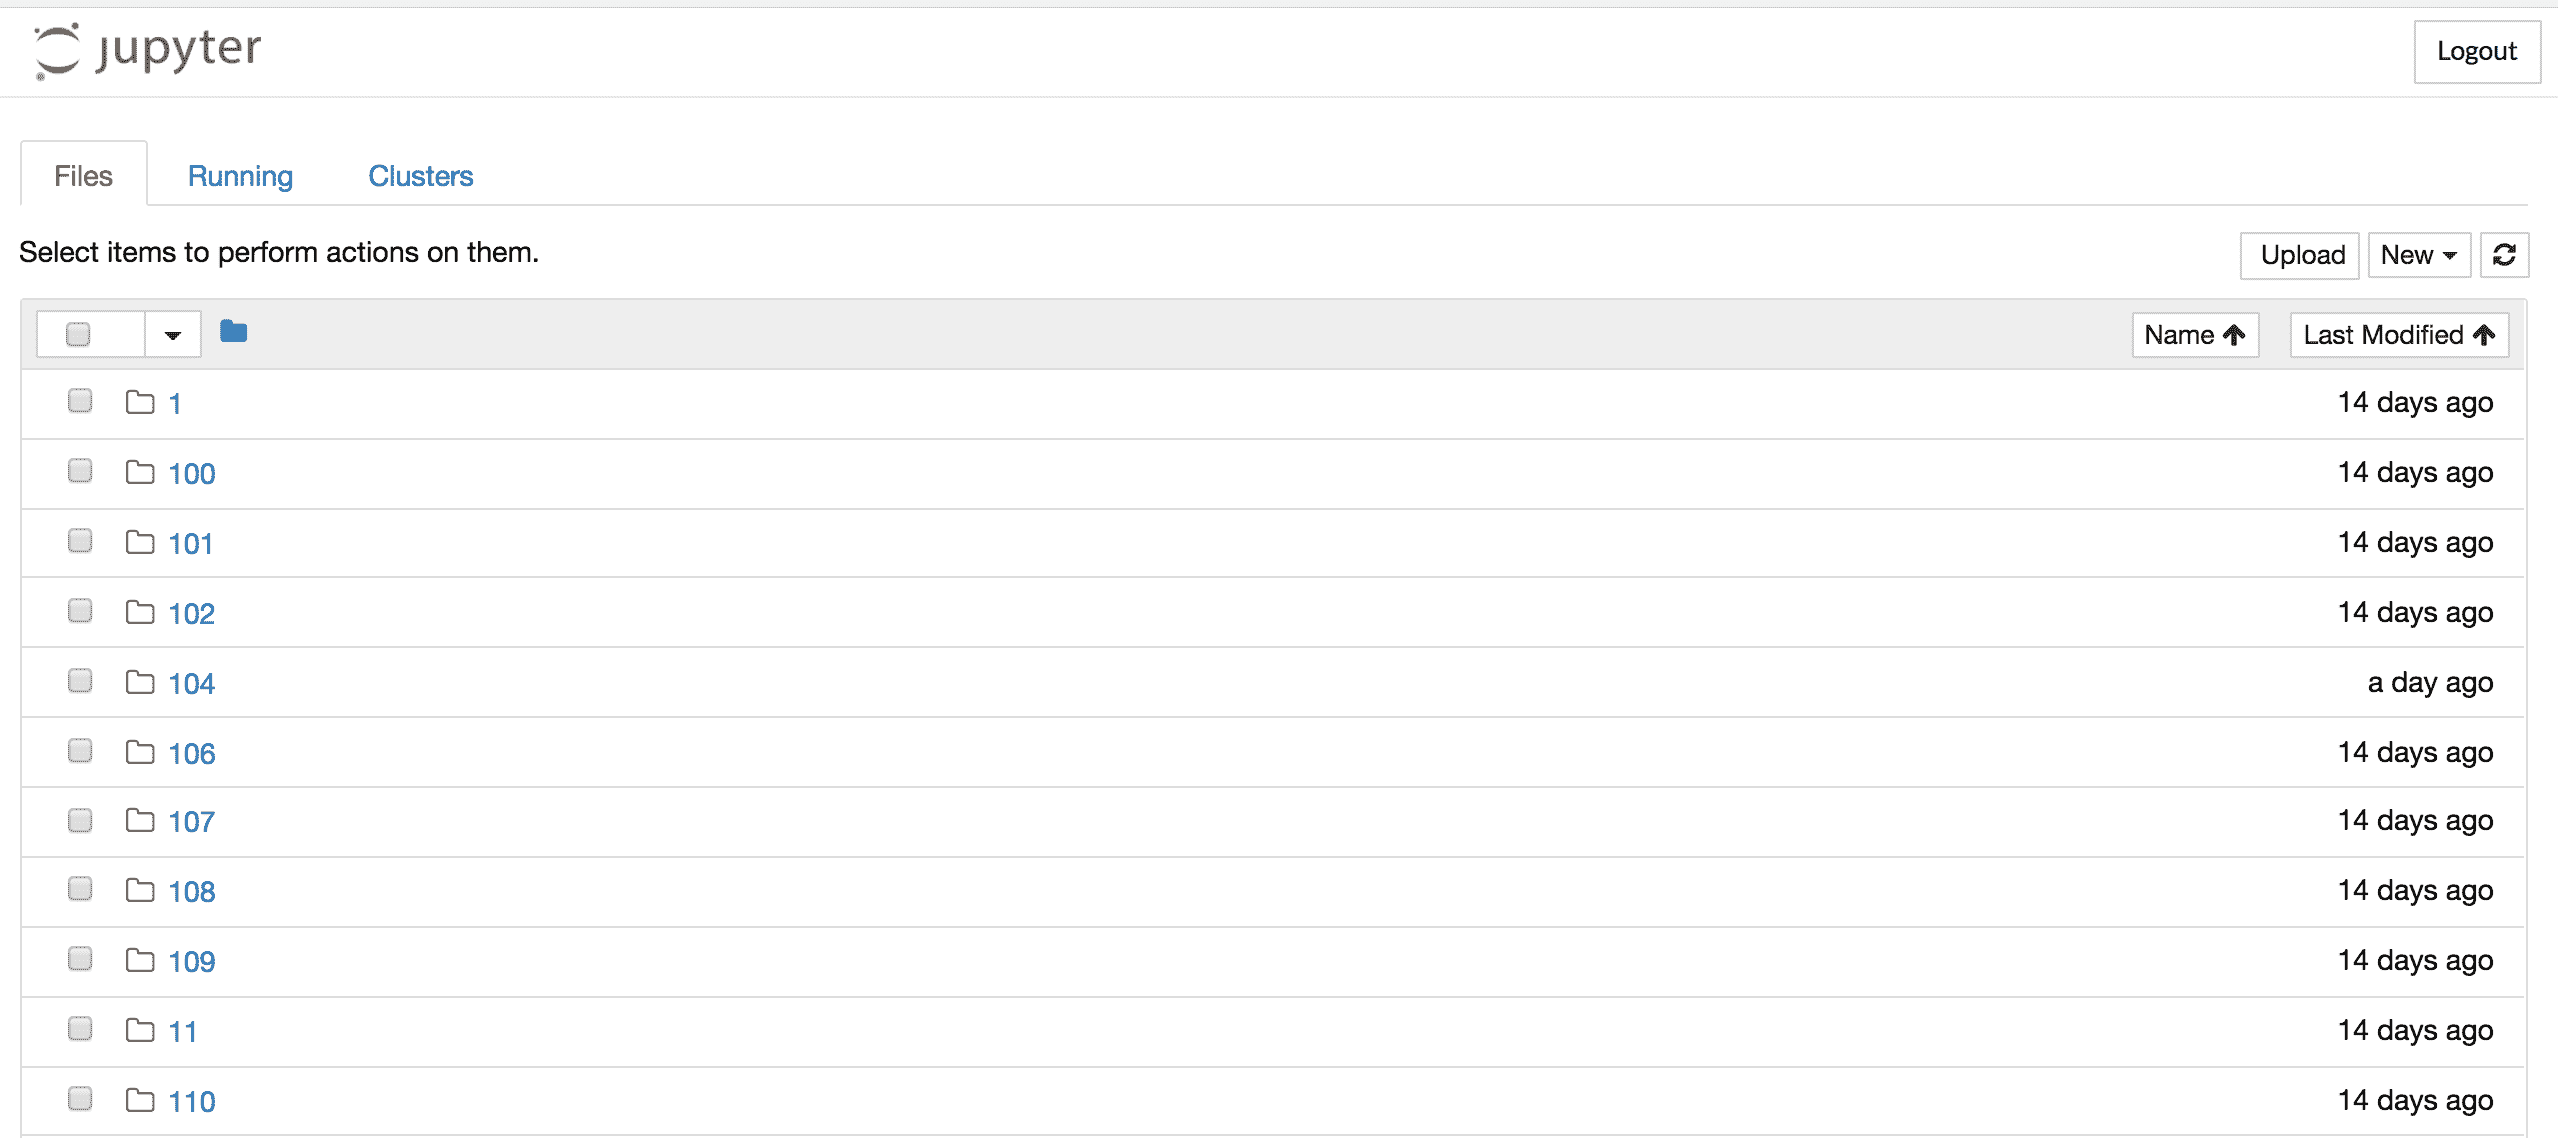 jupyter
Logout
Files Running Clusters
Select items to perform actions on them.
Upload New
Name Last Modified
1 14 days ago
100 14 days ago
101 14 days ago
102 14 days ago
104 a day ago
106 14 days ago
107 14 days ago
108 14 days ago
109 14 days ago
11 14 days ago
110 14 days ago